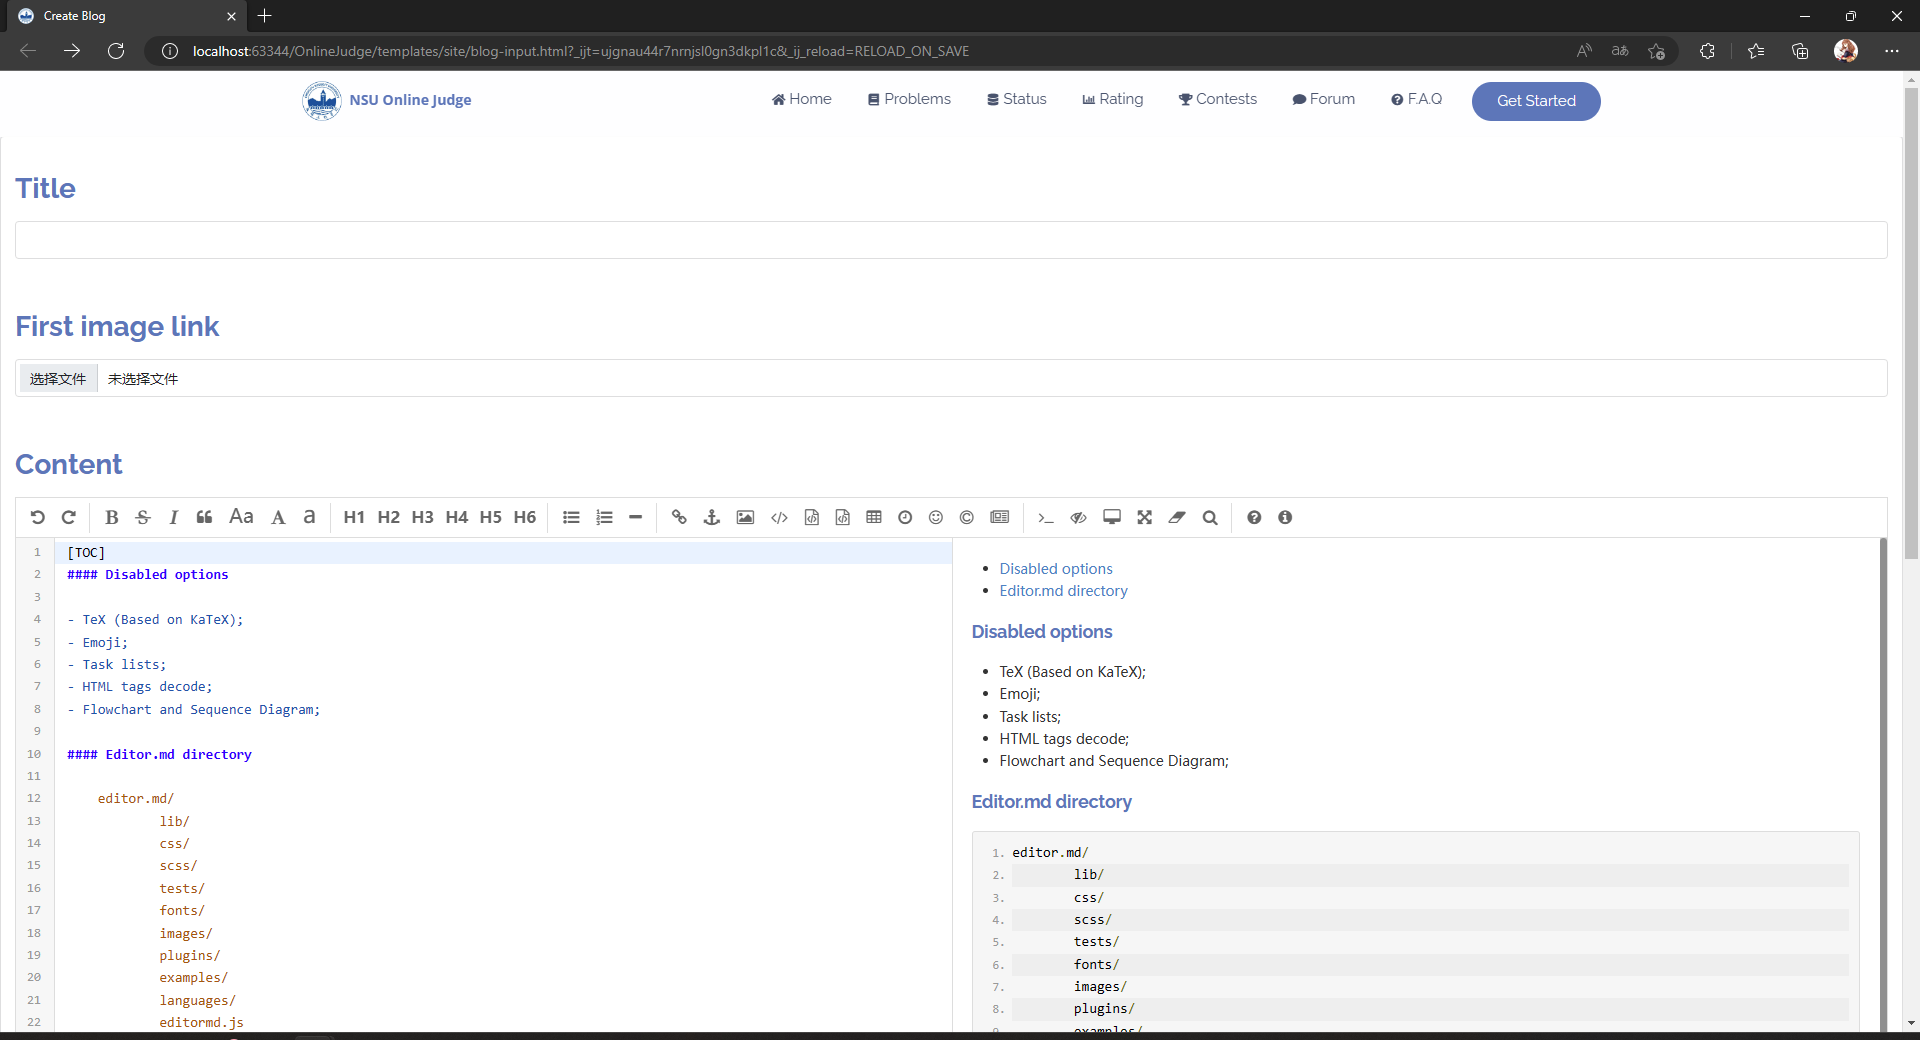 Create Blog
localhost:63344/OnlineJudge/templates/site/blog-input.html?_ijt=ujgnau44r7nrnjsl0gn3dkpl1c&_ij_reload=RELOAD_ON_SAVE
NSU Online Judge
Home Problems Status Rating Contests Forum F.A.Q Get Started
Title
First image link
选择文件 未选择文件
Content
B S I Aa A a H1 H2 H3 H4 H5 H6
1 [TOC]
2 #### Disabled options
3
4 - TeX (Based on KaTeX);
5 - Emoji;
6 - Task lists;
7 - HTML tags decode;
8 - Flowchart and Sequence Diagram;
9
10 #### Editor.md directory
11
12 editor.md/
13 lib/
14 css/
15 scss/
16 tests/
17 fonts/
18 images/
19 plugins/
20 examples/
21 languages/
22 editormd.js
Disabled options
Editor.md directory
Disabled options
TeX (Based on KaTeX);
Emoji;
Task lists;
HTML tags decode;
Flowchart and Sequence Diagram;
Editor.md directory
1. editor.md/
2. lib/
3. css/
4. scss/
5. tests/
6. fonts/
7. images/
8. plugins/
9. examples/